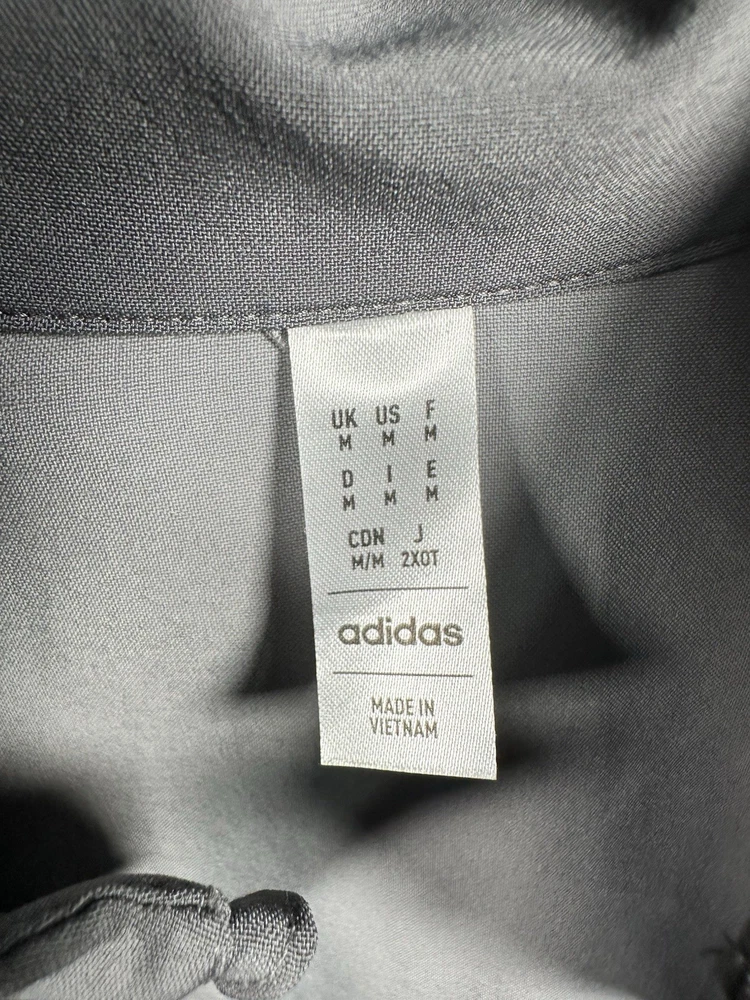 UK US F
M M M
D I E
M M M
CDN J
M/M 2XOT
adidas
MADE IN
VIETNAM